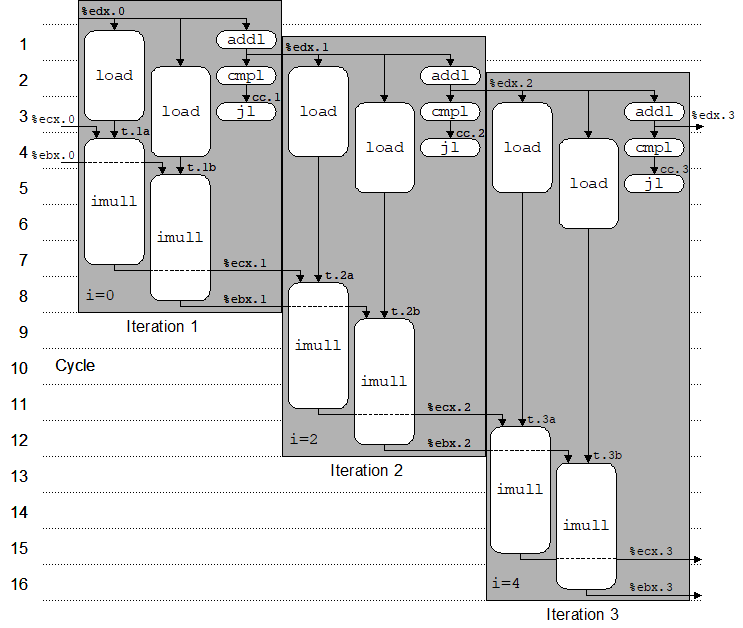 %edx.0
1
addl
%edx.1
load
load
2
cmpl
load
addl
%edx.2
cc.1
3
jl
load
cmpl
load
addl
%edx.3
%ecx.0
t.1a
cc.2
4
jl
load
cmpl
%ebx.0
t.1b
cc.3
5
imull
jl
6
imull
7
%ecx.1
t.2a
8
i=0
%ebx.1
t.2b
Iteration 1
9
imull
10
Cycle
imull
11
%ecx.2
t.3a
12
i=2
%ebx.2
t.3b
Iteration 2
13
imull
14
imull
15
%ecx.3
16
i=4
%ebx.3
Iteration 3